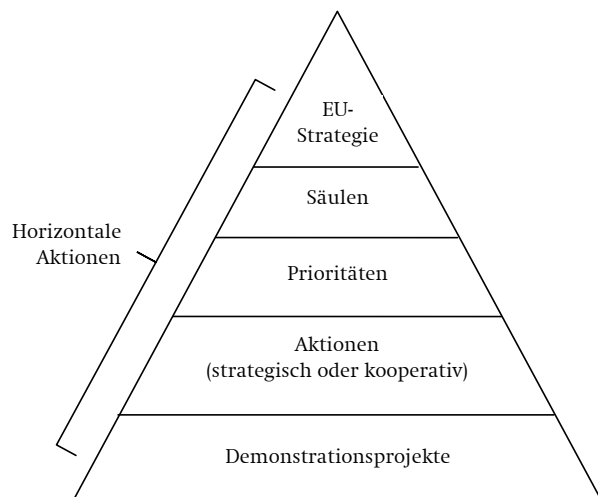 EU-
Strategie
Säulen
Horizontale
Aktionen
Prioritäten
Aktionen
(strategisch oder kooperativ)
Demonstrationsprojekte